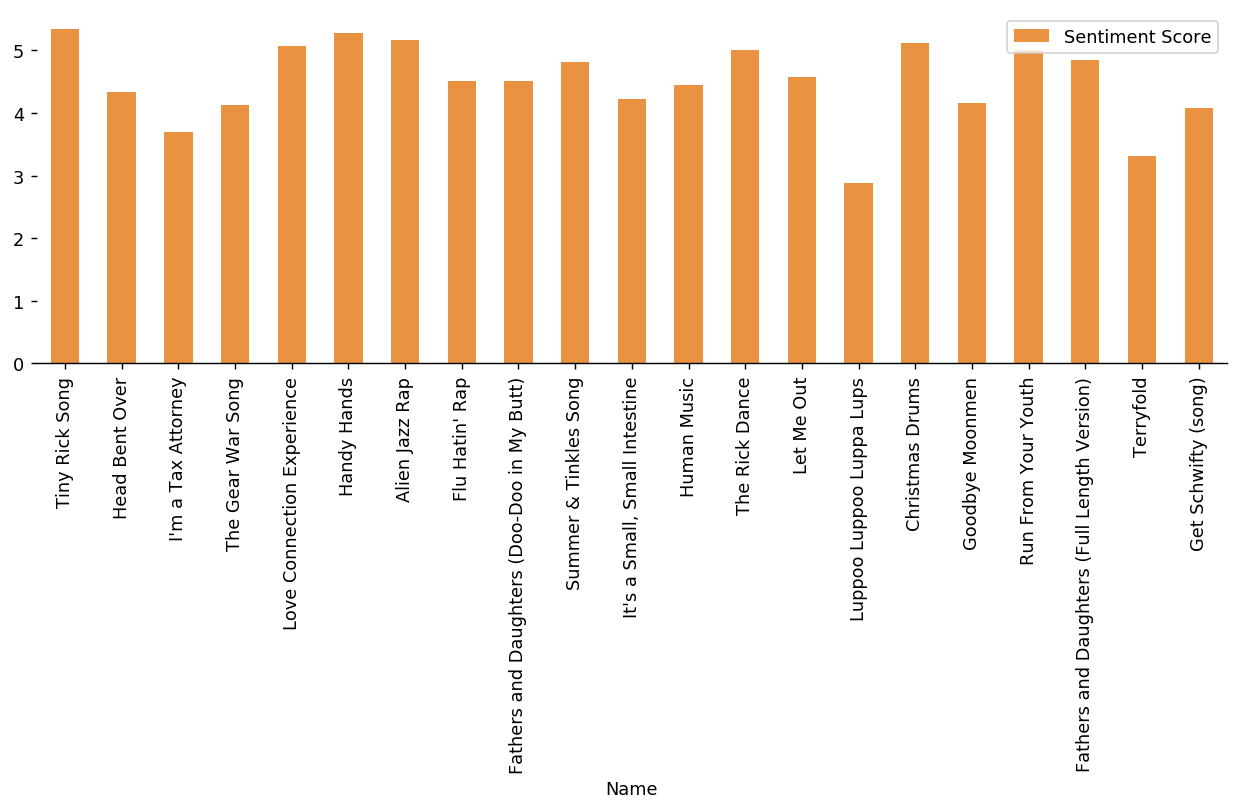 Sentiment Score
5
4
3
2
1
0
Tiny Rick Song
Head Bent Over
I'm a Tax Attorney
The Gear War Song
Love Connection Experience
Handy Hands
Alien Jazz Rap
Flu Hatin' Rap
Fathers and Daughters (Doo-Doo in My Butt)
Summer & Tinkles Song
It's a Small, Small Intestine
Human Music
The Rick Dance
Let Me Out
Luppoo Luppoo Luppa Lups
Christmas Drums
Goodbye Moonmen
Run From Your Youth
Fathers and Daughters (Full Length Version)
Terryfold
Get Schwifty (song)
Name